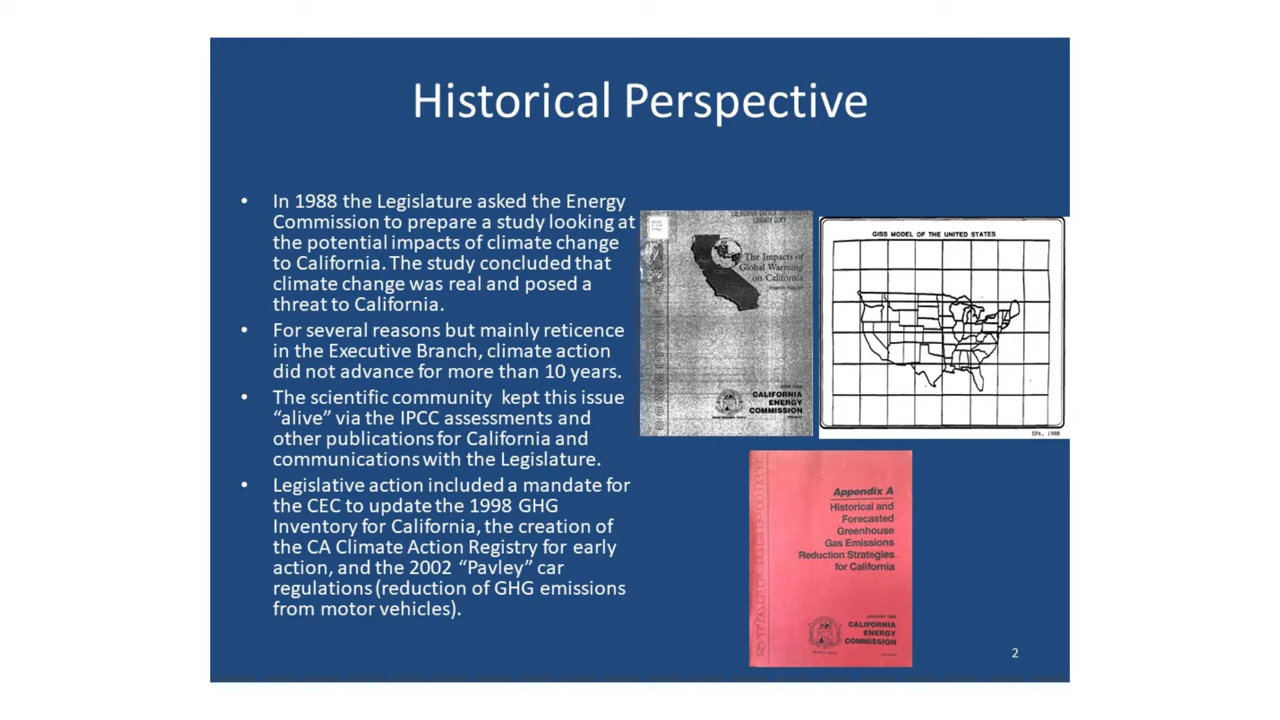 Historical Perspective
• In 1988 the Legislature asked the Energy
Commission to prepare a study looking at
the potential impacts of climate change
to California. The study concluded that
climate change was real and posed a
threat to California.
• For several reasons but mainly reticence
in the Executive Branch, climate action
did not advance for more than 10 years.
• The scientific community kept this issue
“alive” via the IPCC assessments and
other publications for California and
communications with the Legislature.
• Legislative action included a mandate for
the CEC to update the 1998 GHG
Inventory for California, the creation of
the CA Climate Action Registry for early
action, and the 2002 “Pavley” car
regulations (reduction of GHG emissions
from motor vehicles).
CALIFORNIA ENERGY COMMISSION
LIBRARY COPY
The Impacts of
Global Warming
on California
CALIFORNIA
ENERGY
COMMISSION
GISS MODEL OF THE UNITED STATES
EPA, 1988
STAFF REPORT
Appendix A
Historical and
Forecasted
Greenhouse
Gas Emissions
Reduction Strategies
for California
CALIFORNIA
ENERGY
COMMISSION
2